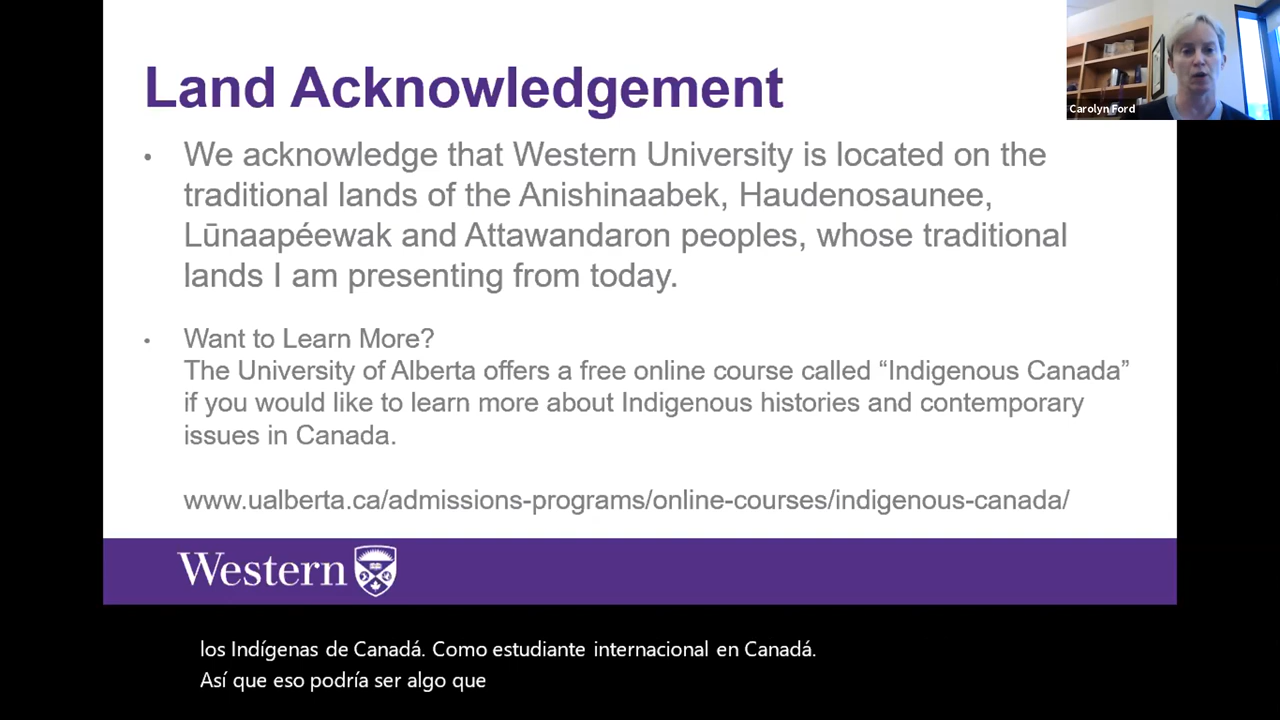 Land Acknowledgement
• We acknowledge that Western University is located on the
traditional lands of the Anishinaabek, Haudenosaunee,
Lūnaapéewak and Attawandaron peoples, whose traditional
lands I am presenting from today.
• Want to Learn More?
The University of Alberta offers a free online course called “Indigenous Canada”
if you would like to learn more about Indigenous histories and contemporary
issues in Canada.
www.ualberta.ca/admissions-programs/online-courses/indigenous-canada/
Western
Carolyn Ford
los Indígenas de Canadá. Como estudiante internacional en Canadá.
Así que eso podría ser algo que